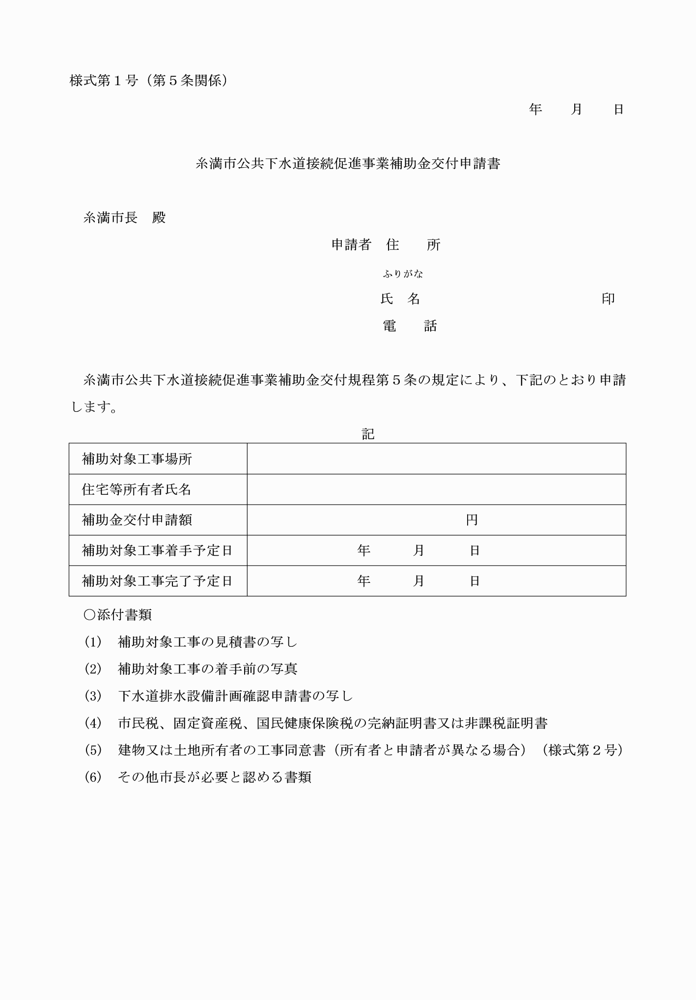 様式第１号（第５条関係）
年　　月　　日
糸満市公共下水道接続促進事業補助金交付申請書
糸満市長　殿
申請者　住　　所
ふりがな
氏　名　　　　　　　　　　　　　印
電　　話
糸満市公共下水道接続促進事業補助金交付規程第５条の規定により、下記のとおり申請
します。
記
補助対象工事場所
住宅等所有者氏名
補助金交付申請額　　　　円
補助対象工事着手予定日　　　　年　　　月　　　日
補助対象工事完了予定日　　　　年　　　月　　　日
○添付書類
(1)　補助対象工事の見積書の写し
(2)　補助対象工事の着手前の写真
(3)　下水道排水設備計画確認申請書の写し
(4)　市民税、固定資産税、国民健康保険税の完納証明書又は非課税証明書
(5)　建物又は土地所有者の工事同意書（所有者と申請者が異なる場合）（様式第２号）
(6)　その他市長が必要と認める書類